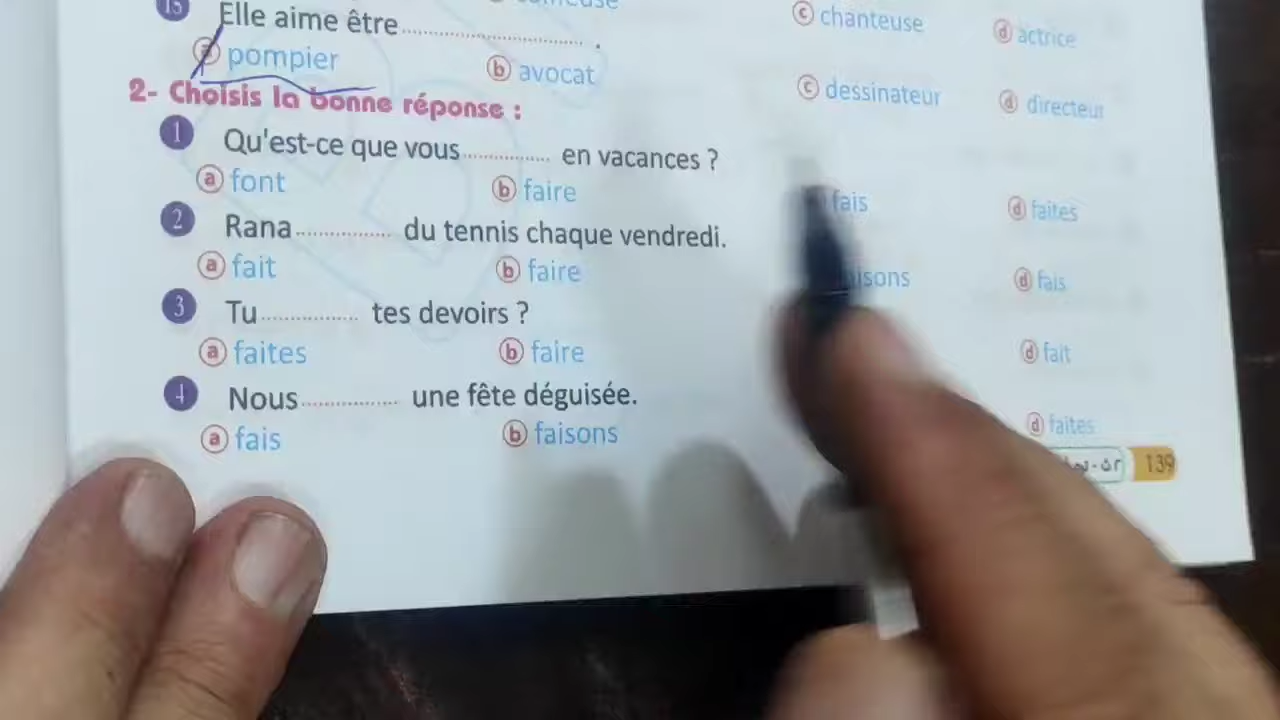 15 Elle aime être .............................. .
ⓒ chanteuse ⓓ actrice
ⓐ pompier ⓑ avocat ⓒ dessinateur ⓓ directeur
2- Choisis la bonne réponse :
1 Qu'est-ce que vous .............. en vacances ?
ⓐ font ⓑ faire fais ⓓ faites
2 Rana ............... du tennis chaque vendredi.
ⓐ fait ⓑ faire ⓓ fais
3 Tu ............... tes devoirs ?
ⓐ faites ⓑ faire ⓓ fait
4 Nous ............... une fête déguisée.
ⓐ fais ⓑ faisons ⓓ faites
139